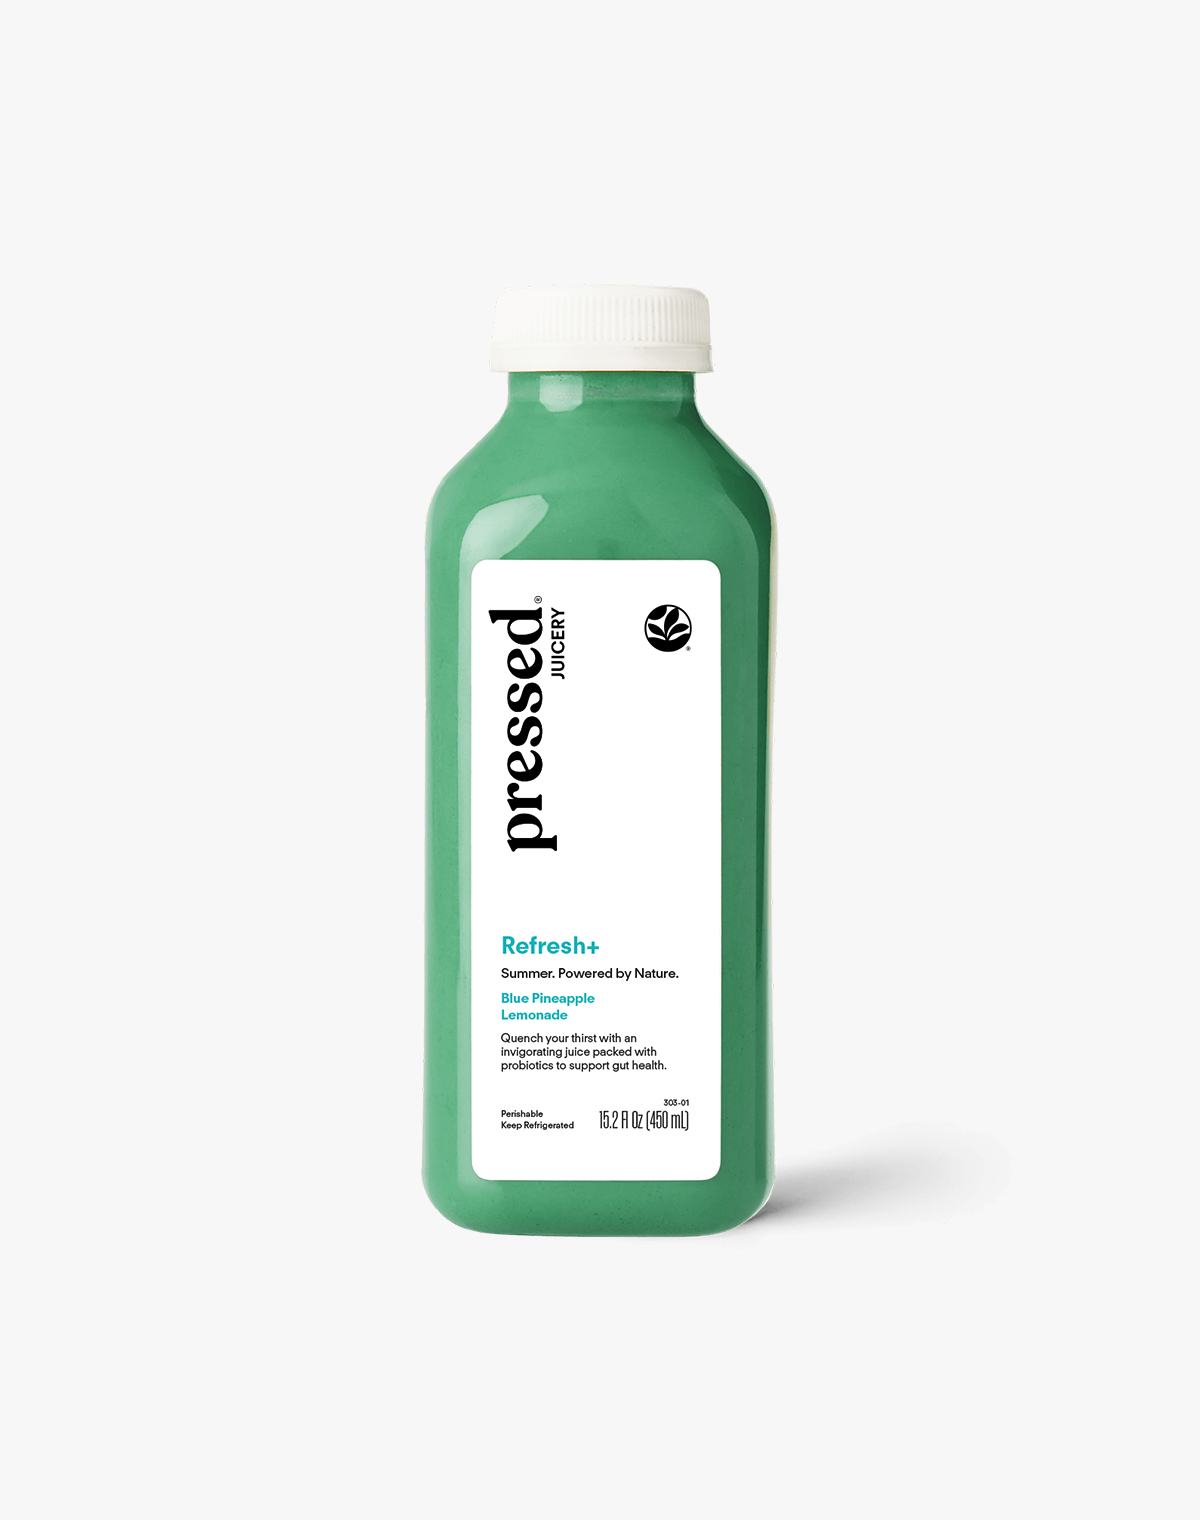 pressed®
JUICERY
Refresh+
Summer. Powered by Nature.
Blue Pineapple
Lemonade
Quench your thirst with an
invigorating juice packed with
probiotics to support gut health.
303-01
Perishable
Keep Refrigerated
15.2 Fl Oz (450 mL)
®